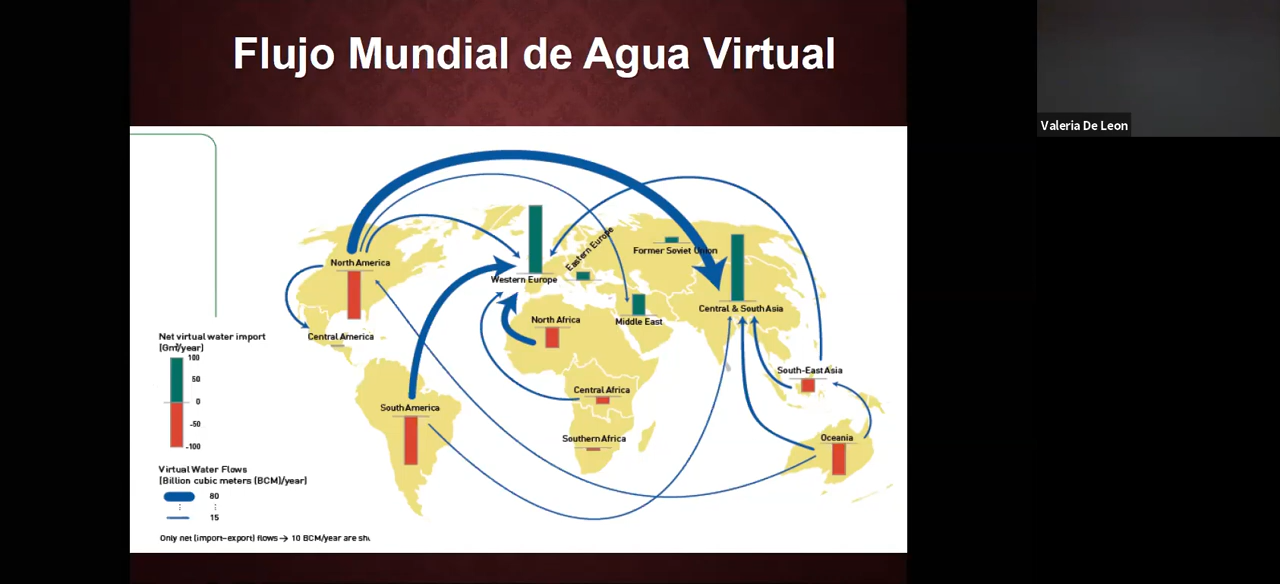 Flujo Mundial de Agua Virtual
Valeria De Leon
North America
Western Europe
Eastern Europe
Former Soviet Union
Central & South Asia
Middle East
North Africa
Central America
Net virtual water import
(Gm³/year)
100
50
0
-50
-100
South-East Asia
Central Africa
South America
Southern Africa
Oceania
Virtual Water Flows
(Billion cubic meters (BCM)/year)
80
15
Only net (import-export) flows → 10 BCM/year are